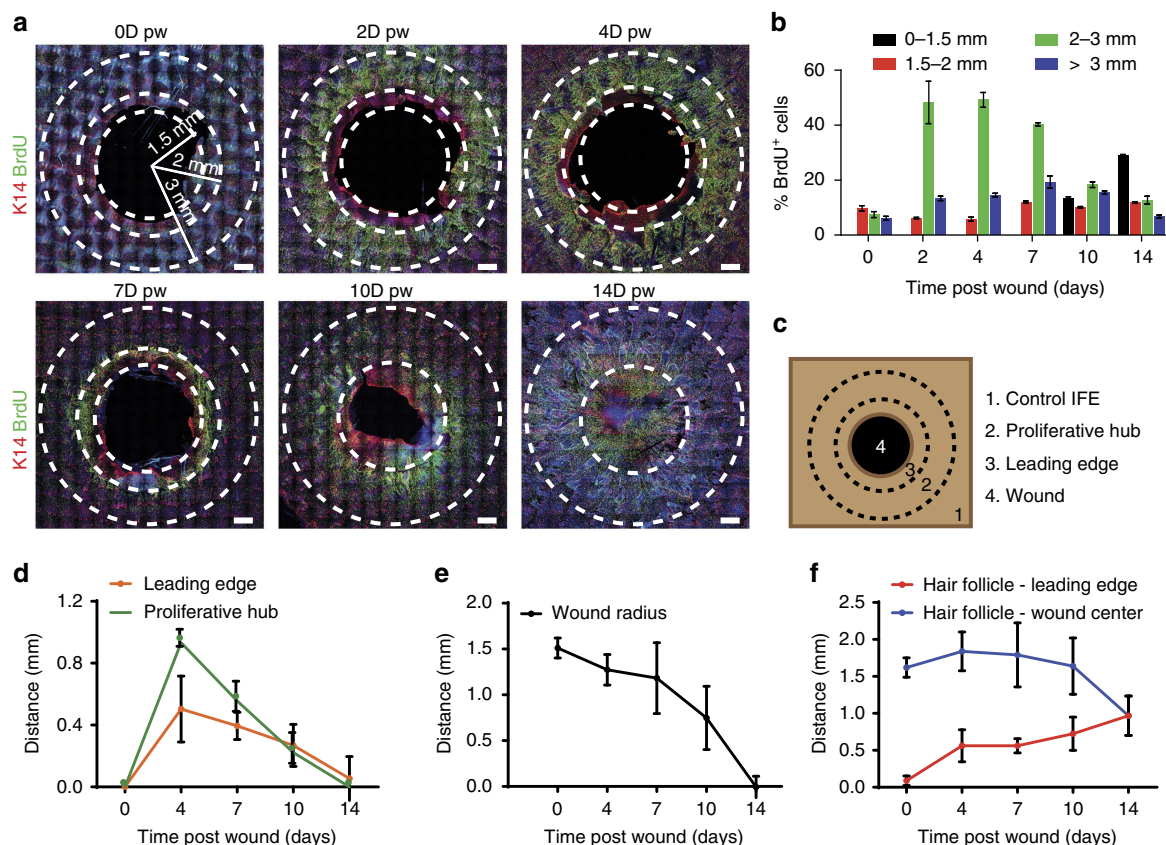 a
0D pw
2D pw
4D pw
1.5 mm
2 mm
3 mm
K14 BrdU
7D pw
10D pw
14D pw
K14 BrdU
b
0–1.5 mm
2–3 mm
1.5–2 mm
> 3 mm
% BrdU⁺ cells
60
40
20
0
0 2 4 7 10 14
Time post wound (days)
c
4
3
2
1
1. Control IFE
2. Proliferative hub
3. Leading edge
4. Wound
d
Leading edge
Proliferative hub
Distance (mm)
1.2
0.8
0.4
0.0
0 4 7 10 14
Time post wound (days)
e
Wound radius
Distance (mm)
2.0
1.5
1.0
0.5
0.0
0 4 7 10 14
Time post wound (days)
f
Hair follicle - leading edge
Hair follicle - wound center
Distance (mm)
2.5
2.0
1.5
1.0
0.5
0.0
0 4 7 10 14
Time post wound (days)